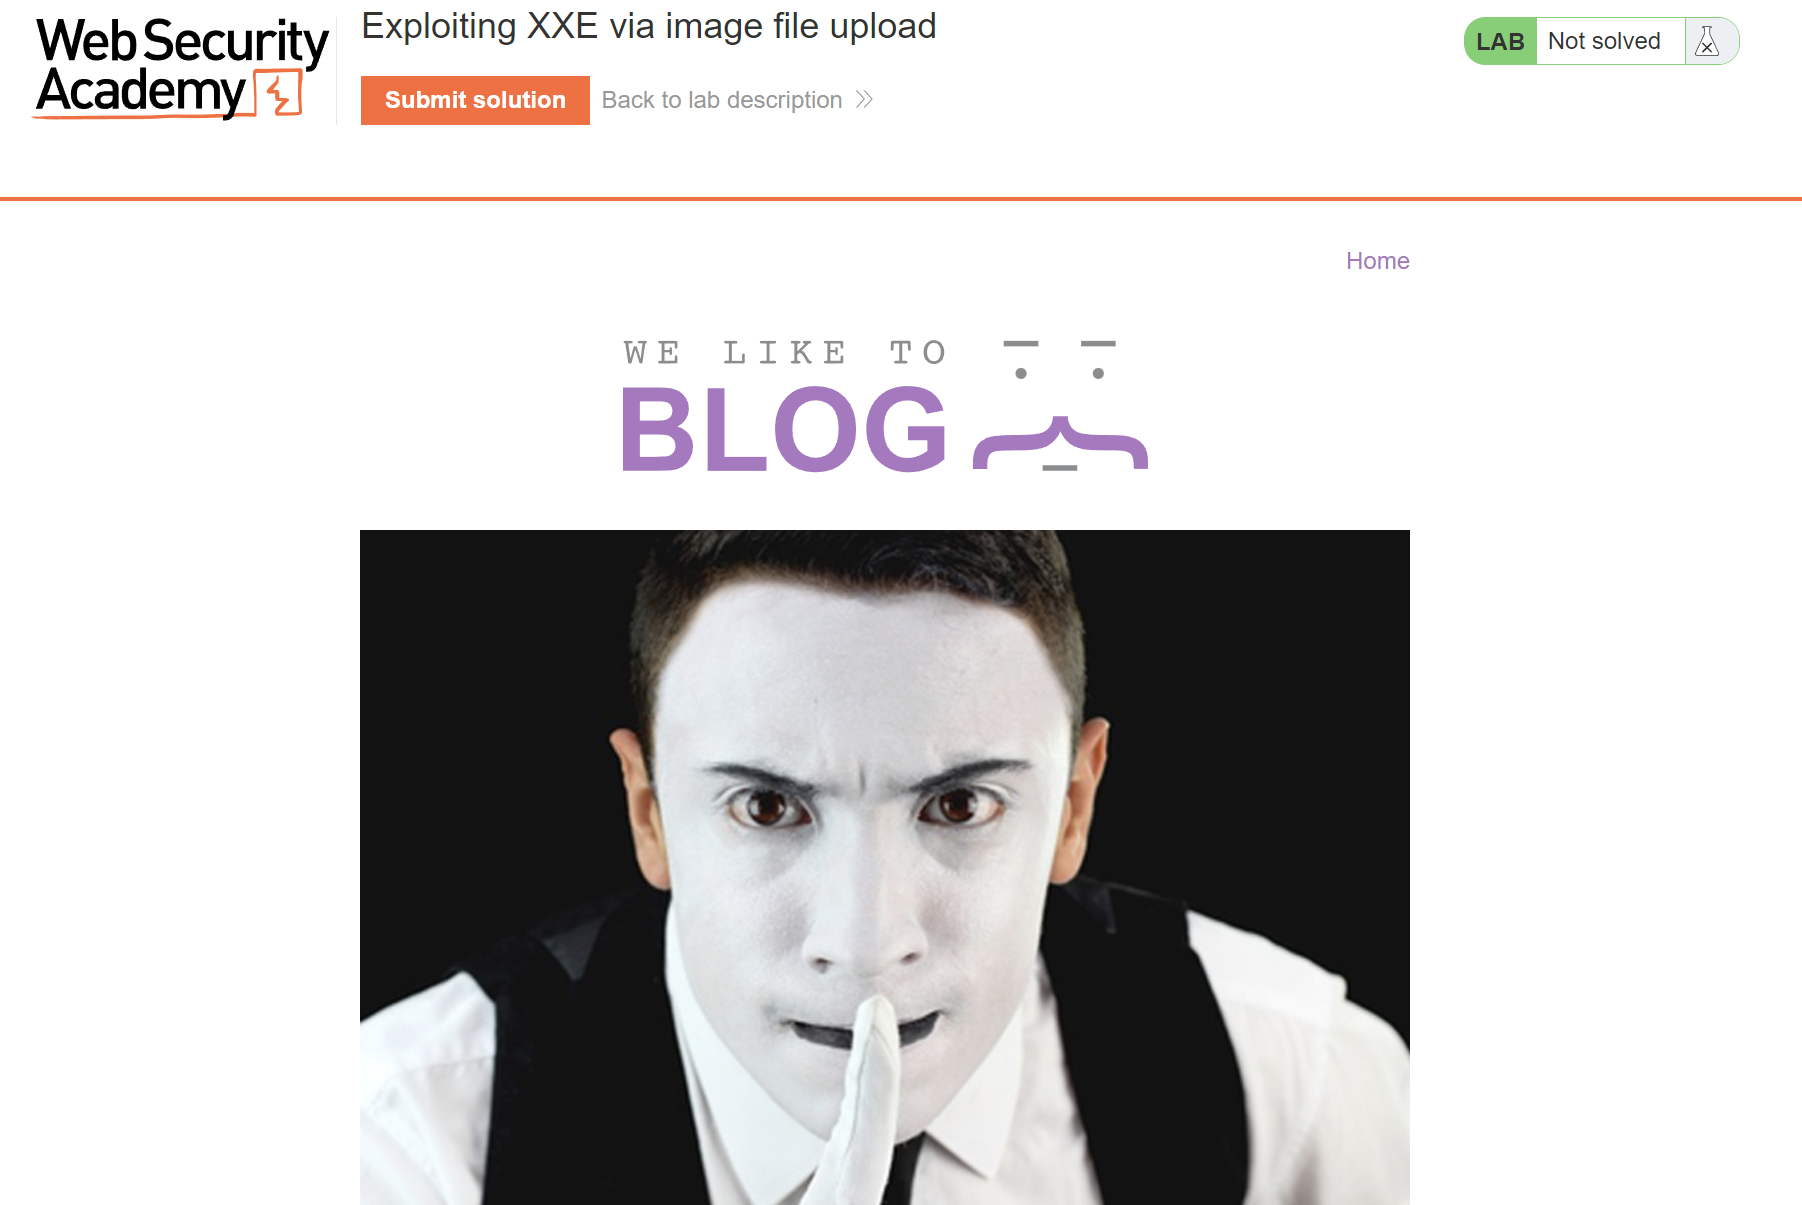 Web Security
Academy
Exploiting XXE via image file upload
Submit solution
Back to lab description
LAB
Not solved
Home
WE LIKE TO
BLOG